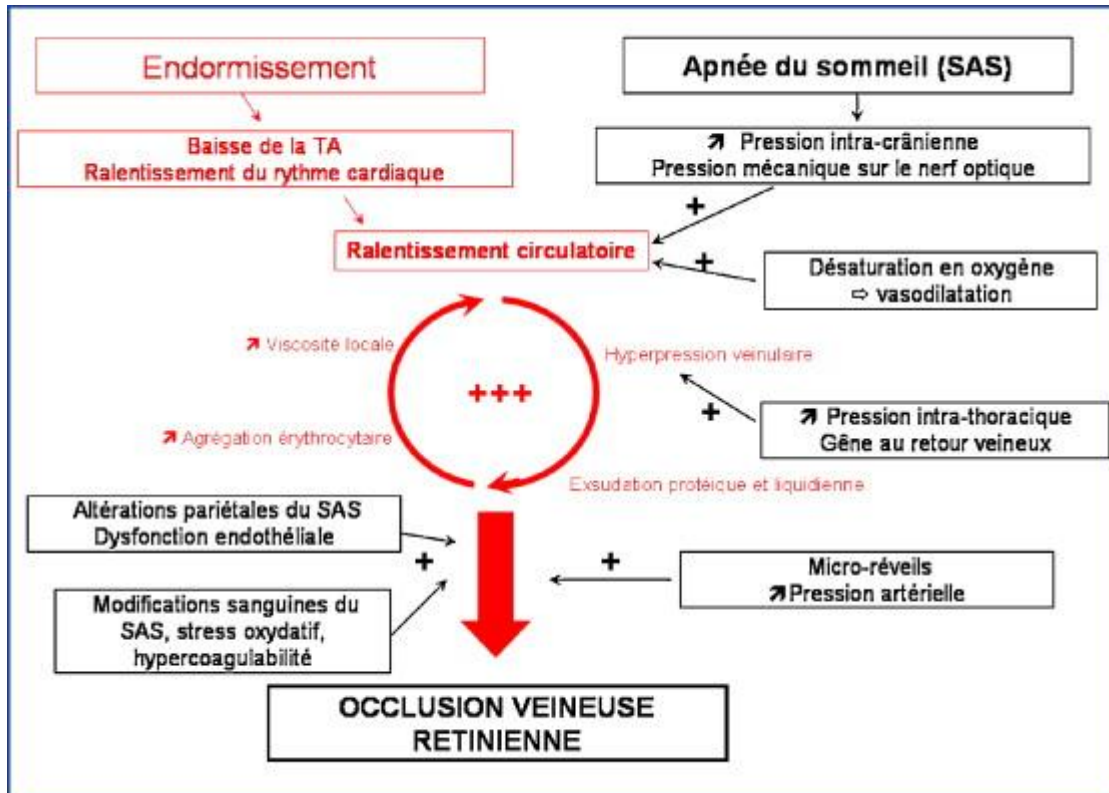 Endormissement
Apnée du sommeil (SAS)
Baisse de la TA
Ralentissement du rythme cardiaque
↗ Pression intra-crânienne
Pression mécanique sur le nerf optique
+
Ralentissement circulatoire
+
Désaturation en oxygène
⇨ vasodilatation
↗ Viscosité locale
Hyperpression veinulaire
+++
+
↗ Pression intra-thoracique
Gêne au retour veineux
↗ Agrégation érythrocytaire
Exsudation protéique et liquidienne
Altérations pariétales du SAS
Dysfonction endothéliale
+
+
Micro-réveils
↗Pression artérielle
Modifications sanguines du
SAS, stress oxydatif,
hypercoagulabilité
OCCLUSION VEINEUSE
RETINIENNE